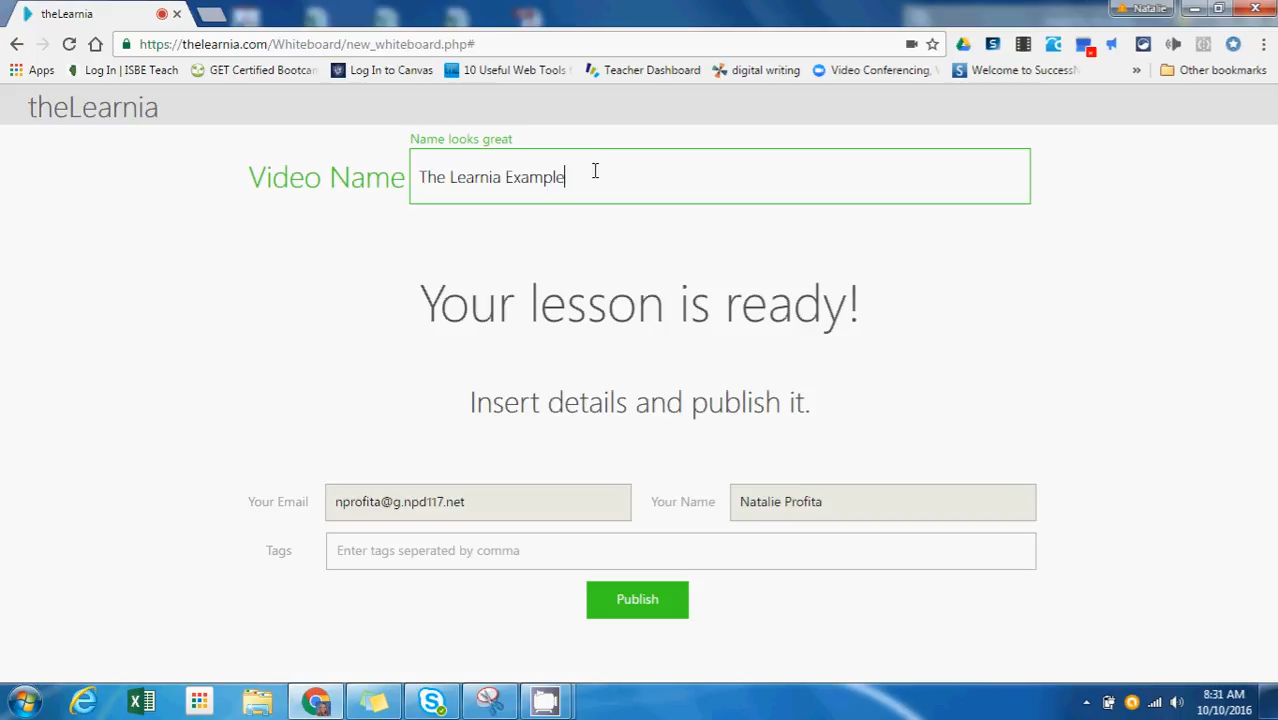 theLearnia
Natalie
https://thelearnia.com/Whiteboard/new_whiteboard.php#
Apps
Log In | ISBE Teach
GET Certified Bootcam
Log In to Canvas
10 Useful Web Tools
Teacher Dashboard
digital writing
Video Conferencing,
Welcome to Success
» Other bookmarks
theLearnia
Name looks great
Video Name The Learnia Example
Your lesson is ready!
Insert details and publish it.
Your Email nprofita@g.npd117.net Your Name Natalie Profita
Tags Enter tags seperated by comma
Publish
8:31 AM
10/10/2016